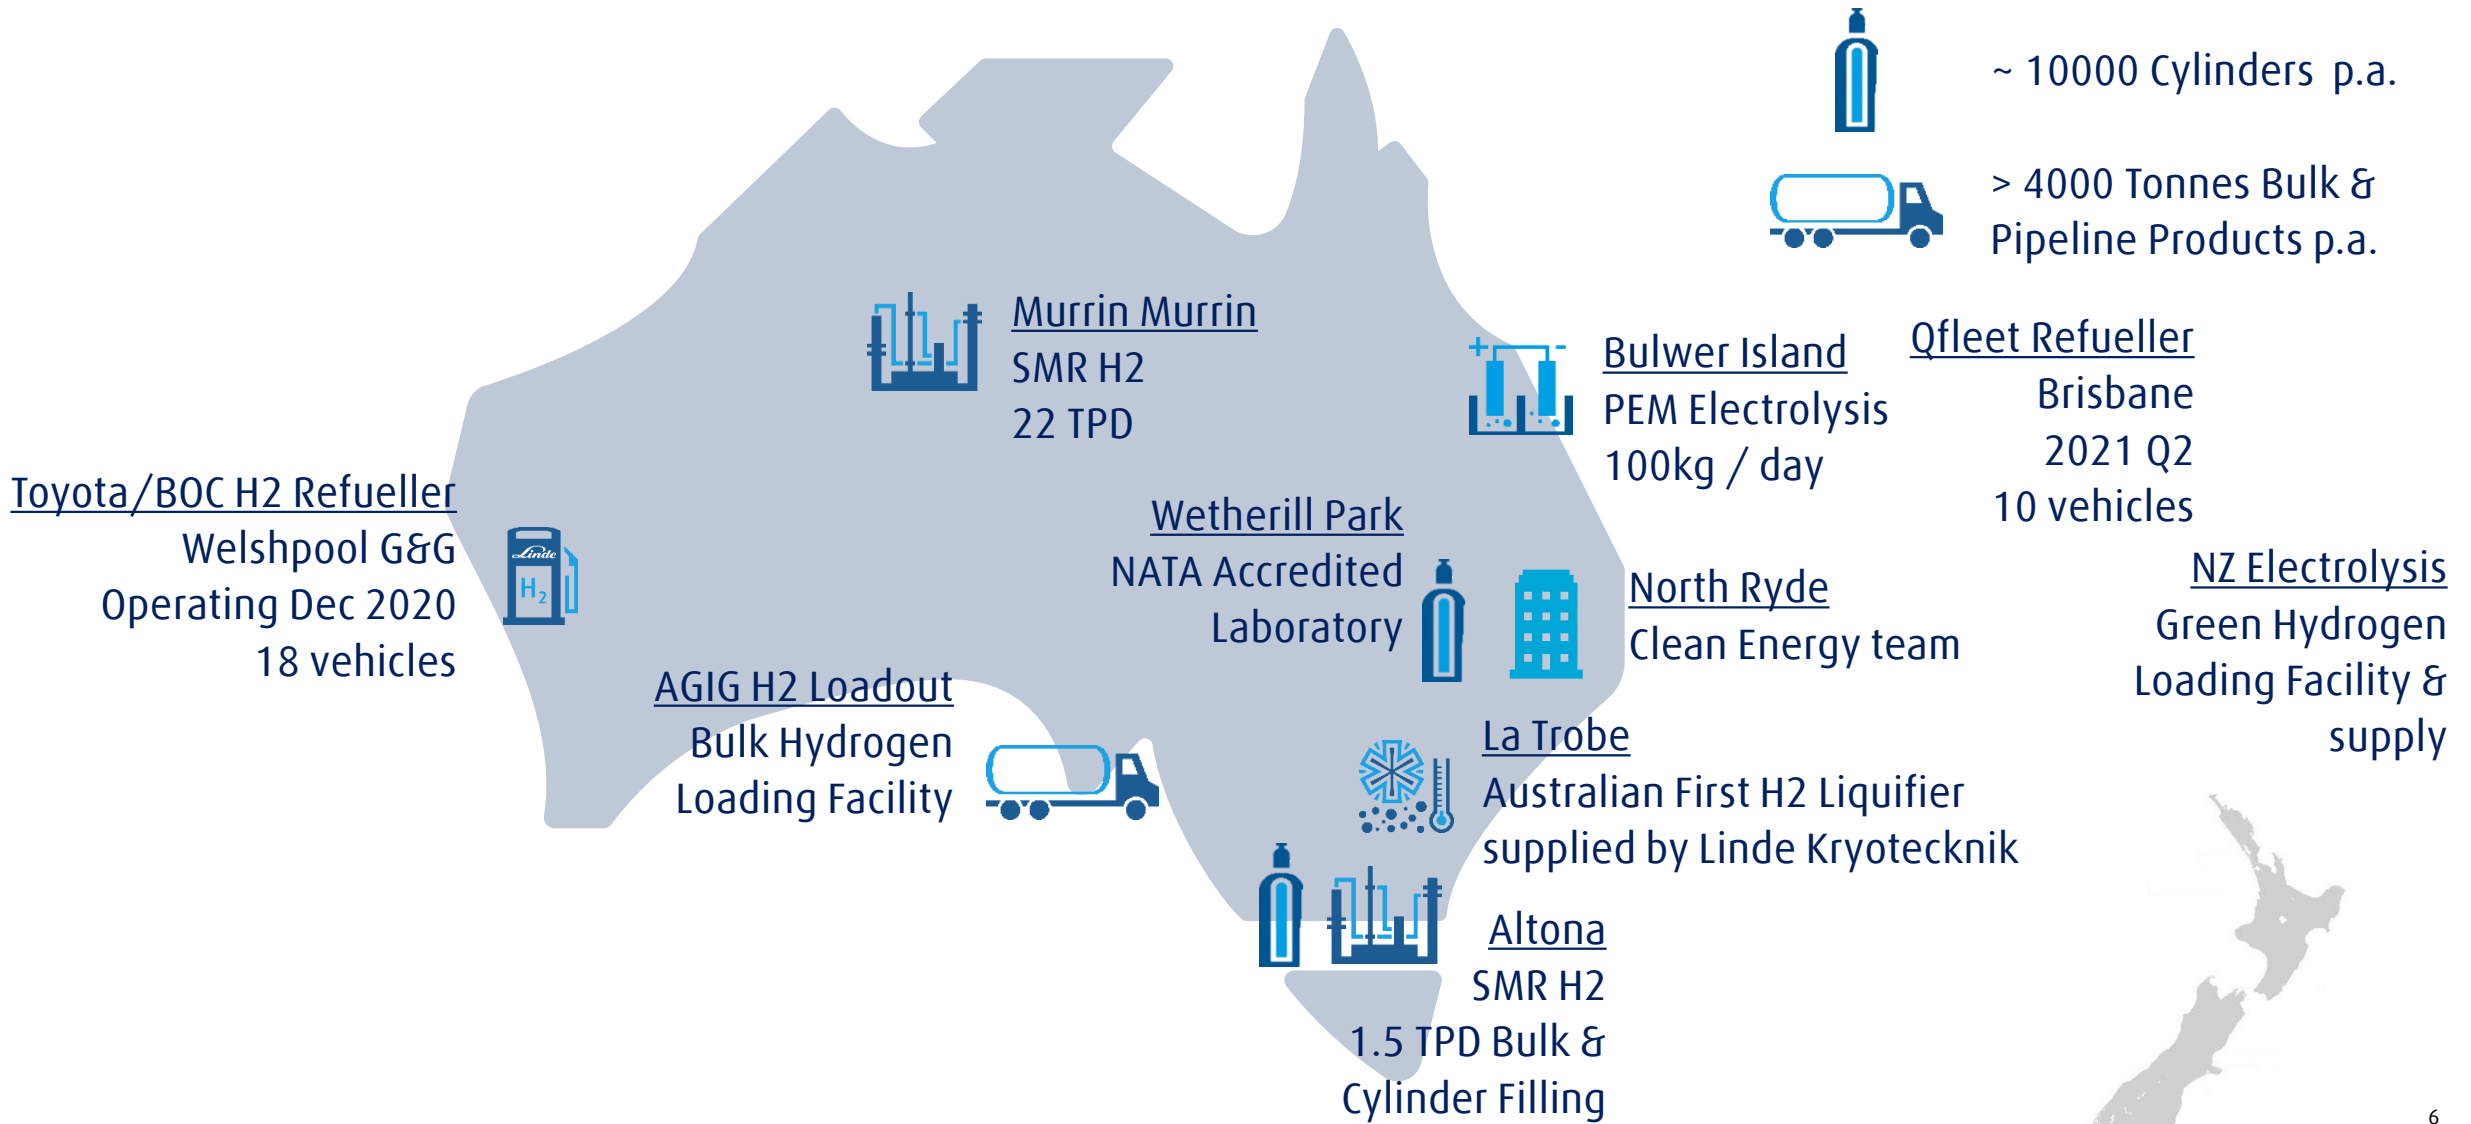 ~ 10000 Cylinders p.a.
> 4000 Tonnes Bulk &
Pipeline Products p.a.
Murrin Murrin
SMR H2
22 TPD
Bulwer Island
PEM Electrolysis
100kg / day
Qfleet Refueller
Brisbane
2021 Q2
10 vehicles
Toyota/BOC H2 Refueller
Welshpool G&G
Operating Dec 2020
18 vehicles
Linde
H2
Wetherill Park
NATA Accredited
Laboratory
North Ryde
Clean Energy team
NZ Electrolysis
Green Hydrogen
Loading Facility &
supply
AGIG H2 Loadout
Bulk Hydrogen
Loading Facility
La Trobe
Australian First H2 Liquifier
supplied by Linde Kryotecknik
Altona
SMR H2
1.5 TPD Bulk &
Cylinder Filling
6